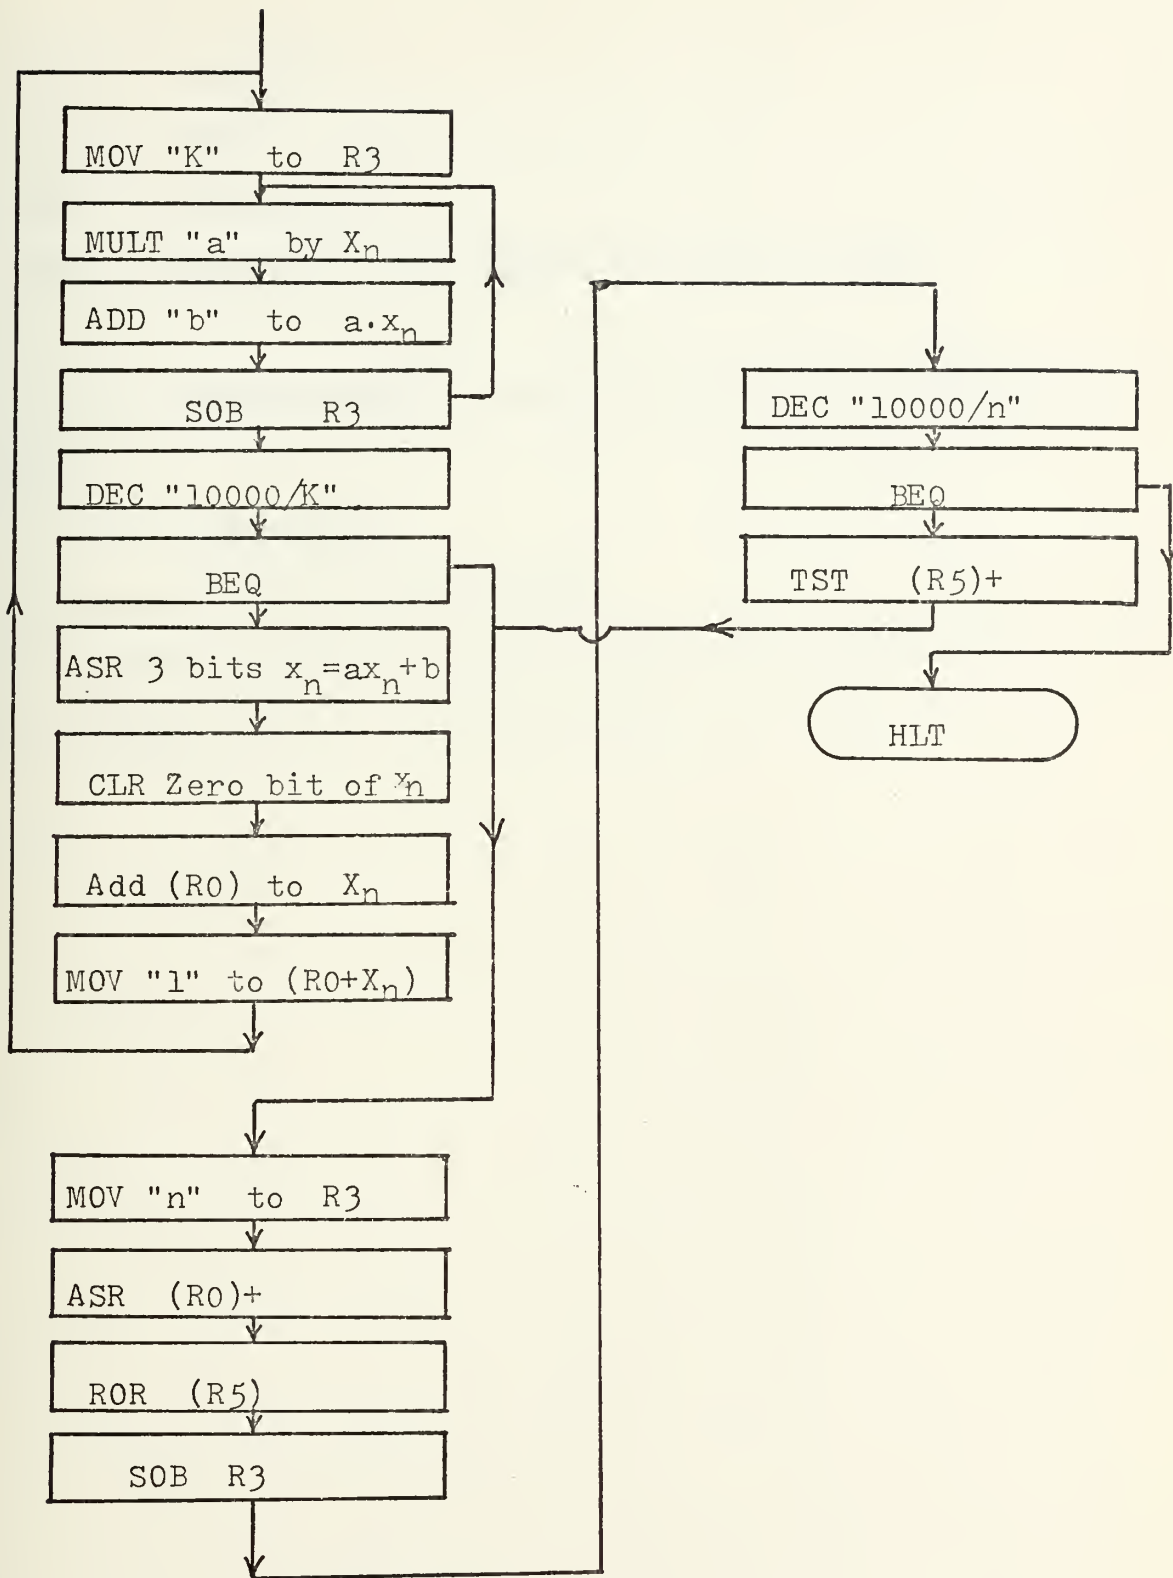 MOV "K" to R3
MULT "a" by Xn
ADD "b" to a·xn
SOB R3
DEC "10000/K"
BEQ
ASR 3 bits xn=axn+b
CLR Zero bit of xn
Add (R0) to Xn
MOV "1" to (R0+Xn)
MOV "n" to R3
ASR (R0)+
ROR (R5)
SOB R3
DEC "10000/n"
BEQ
TST (R5)+
HLT